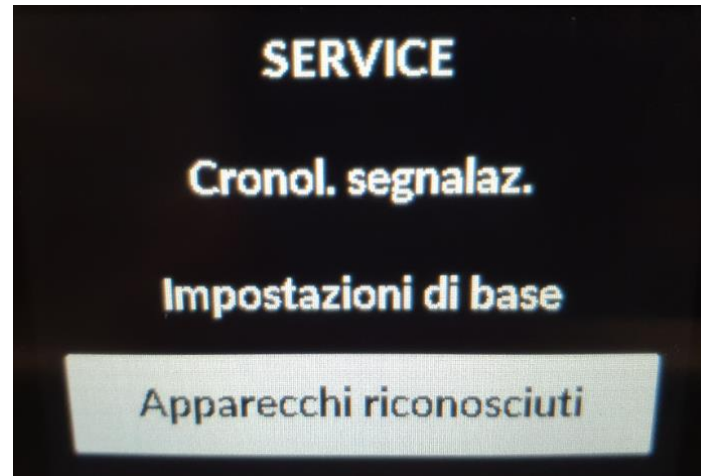 SERVICE
Cronol. segnalaz.
Impostazioni di base
Apparecchi riconosciuti